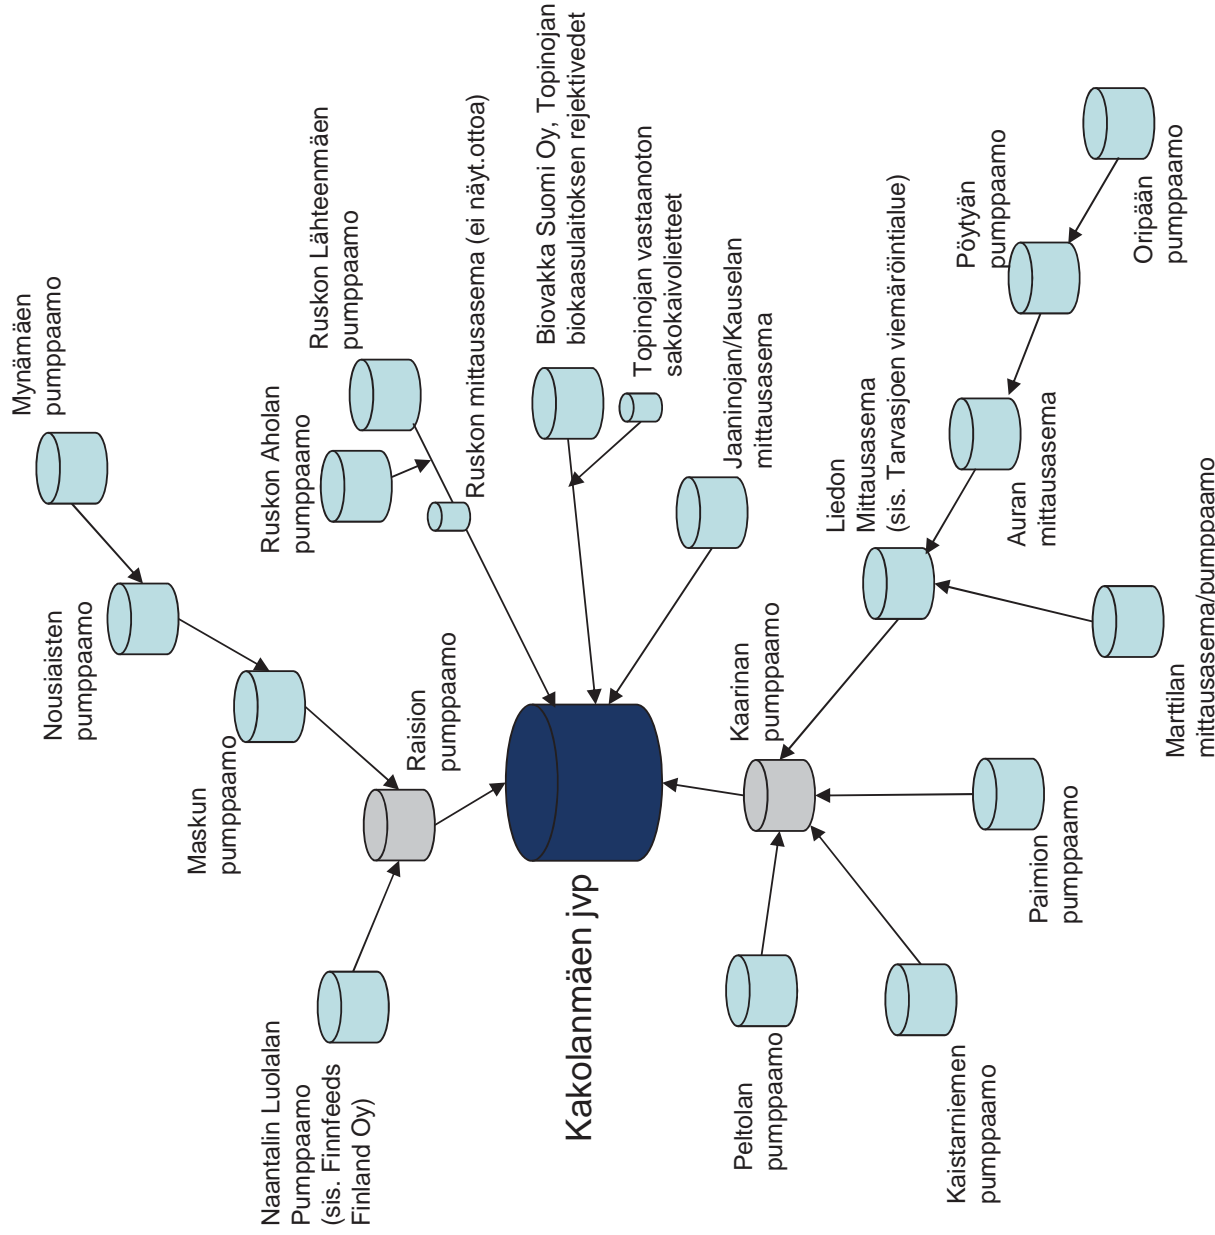 Mynämäen
pumppaamo
Nousiaisten
pumppaamo
Maskun
pumppaamo
Raision
pumppaamo
Naantalin Luolalan
Pumppaamo
(sis. Finnfeeds
Finland Oy)
Ruskon Aholan
pumppaamo
Ruskon Lähteenmäen
pumppaamo
Ruskon mittausasema (ei näyt.ottoa)
Biovakka Suomi Oy, Topinojan
biokaasulaitoksen rejektivedet
Topinojan vastaanoton
sakokaivolietteet
Jaaninojan/Kauselan
mittausasema
Kakolanmäen jvp
Kaarinan
pumppaamo
Peltolan
pumppaamo
Kaistarniemen
pumppaamo
Paimion
pumppaamo
Liedon
Mittausasema
(sis. Tarvasjoen viemäröintialue)
Auran
mittausasema
Pöytyän
pumppaamo
Oripään
pumppaamo
Marttilan
mittausasema/pumppaamo